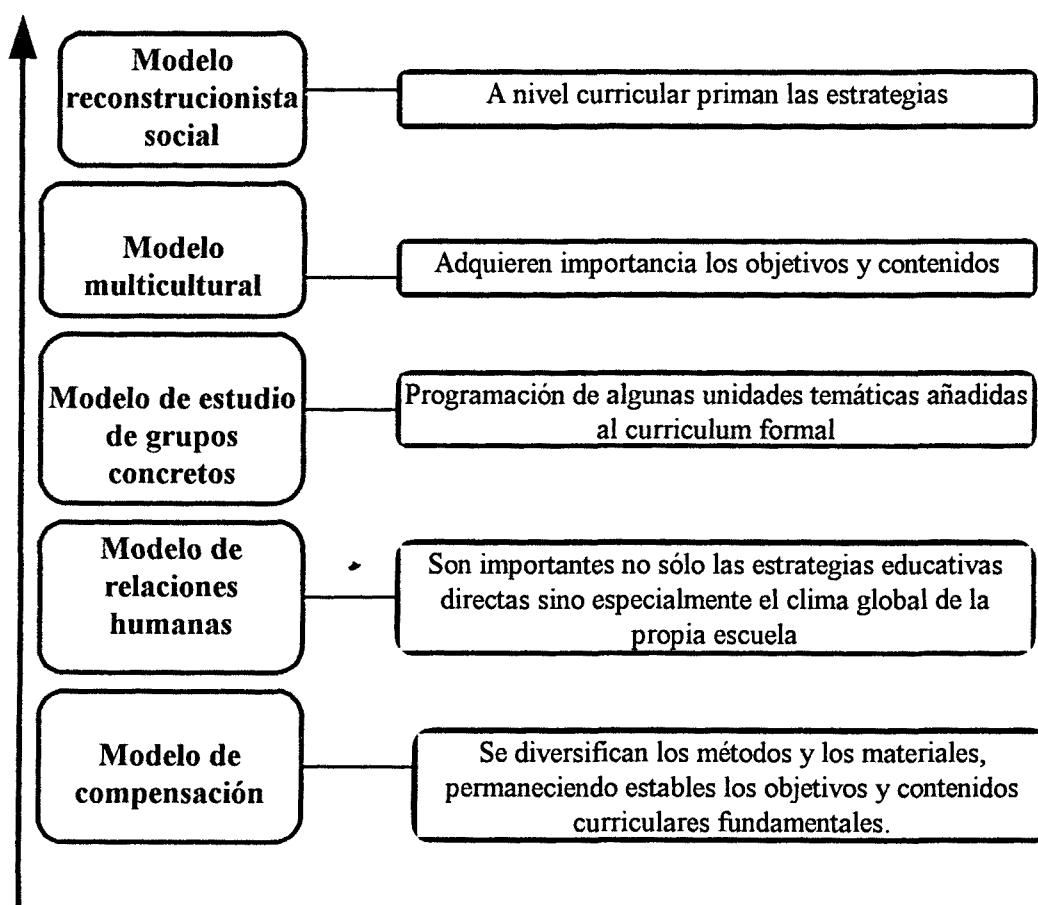 Modelo
reconstrucionista
social
A nivel curricular priman las estrategias
Modelo
multicultural
Adquieren importancia los objetivos y contenidos
Modelo de estudio
de grupos
concretos
Programación de algunas unidades temáticas añadidas
al curriculum formal
Modelo de
relaciones
humanas
Son importantes no sólo las estrategias educativas
directas sino especialmente el clima global de la
propia escuela
Modelo de
compensación
Se diversifican los métodos y los materiales,
permaneciendo estables los objetivos y contenidos
curriculares fundamentales.